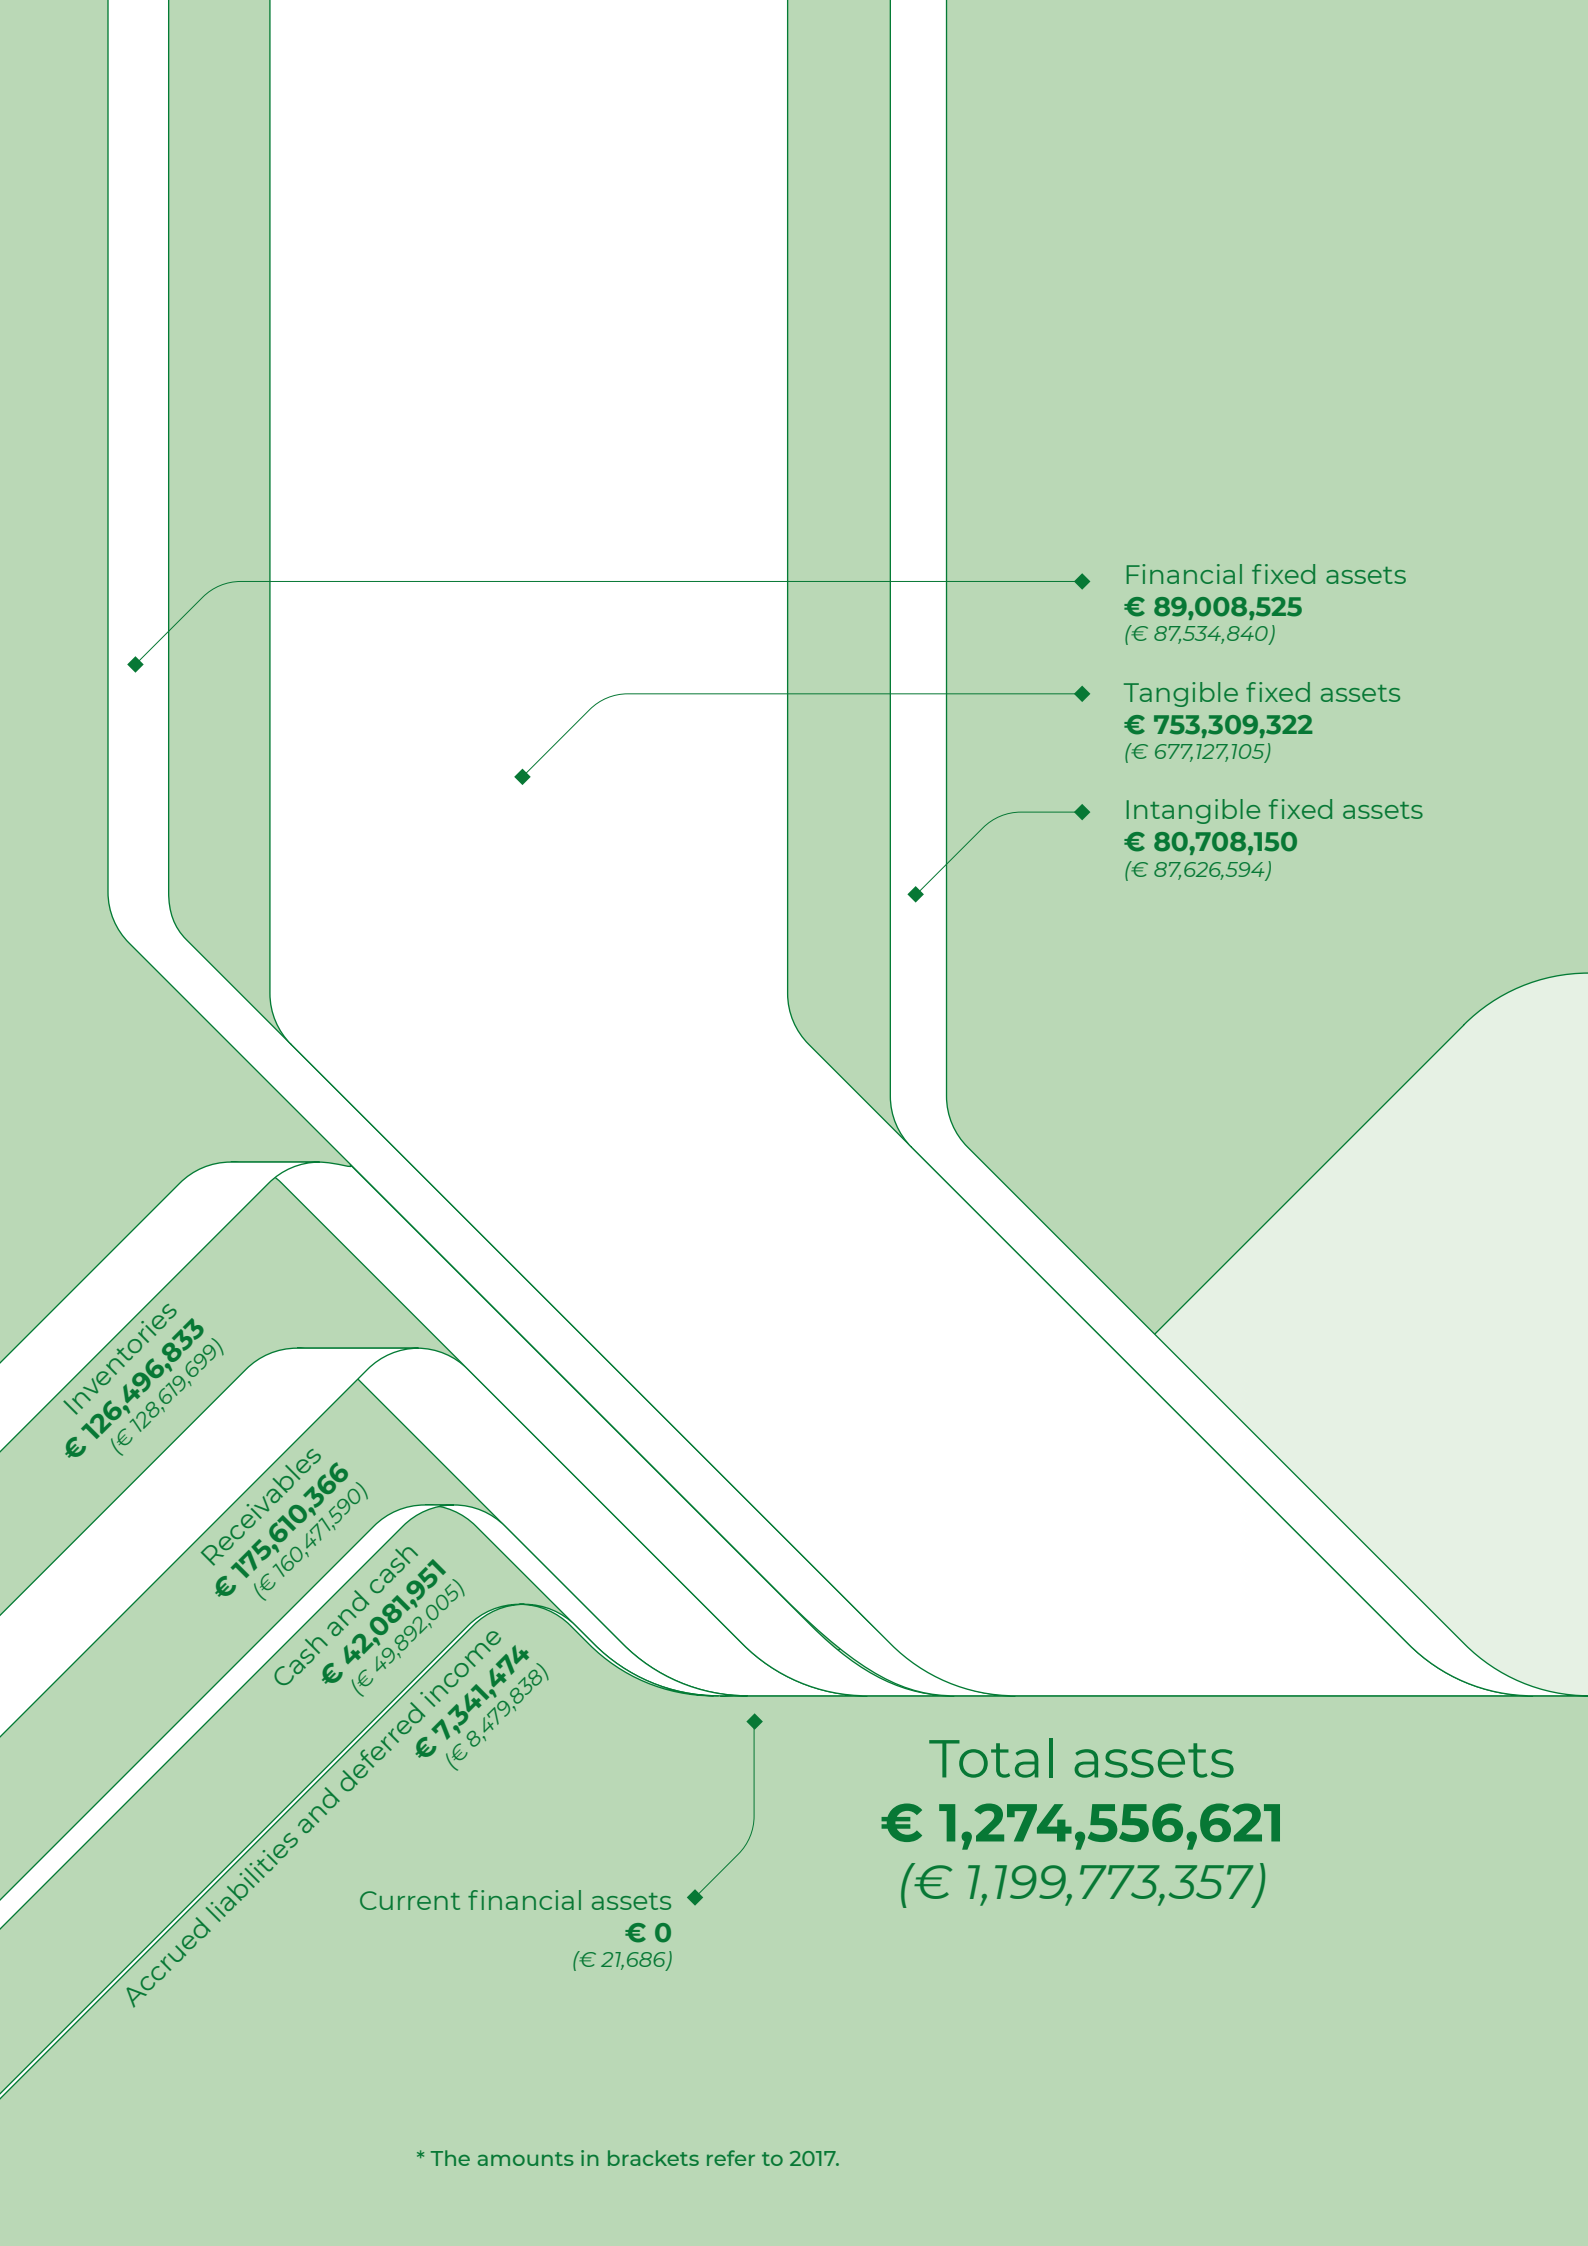 Financial fixed assets
€ 89,008,525
(€ 87,534,840)
Tangible fixed assets
€ 753,309,322
(€ 677,127,105)
Intangible fixed assets
€ 80,708,150
(€ 87,626,594)
Inventories
€ 126,496,833
(€ 128,619,699)
Receivables
€ 175,610,366
(€ 160,471,590)
Cash and cash
€ 42,081,951
(€ 49,892,005)
Accrued liabilities and deferred income
€ 7,341,474
(€ 8,479,838)
Total assets
€ 1,274,556,621
(€ 1,199,773,357)
Current financial assets
€ 0
(€ 21,686)
* The amounts in brackets refer to 2017.